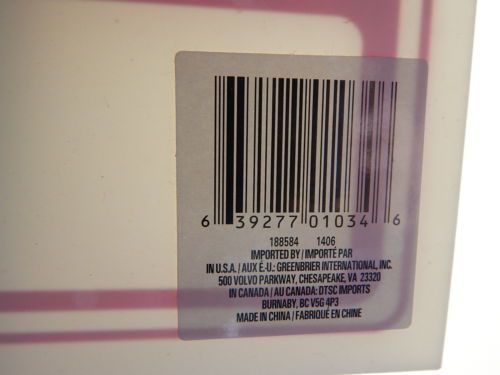 6 39277 01034 6
188584 1406
IMPORTED BY / IMPORTÉ PAR
IN U.S.A. / AUX É.-U.: GREENBRIER INTERNATIONAL, INC.
500 VOLVO PARKWAY, CHESAPEAKE, VA 23320
IN CANADA / AU CANADA: DTSC IMPORTS
BURNABY, BC V5G 4P3
MADE IN CHINA / FABRIQUÉ EN CHINE